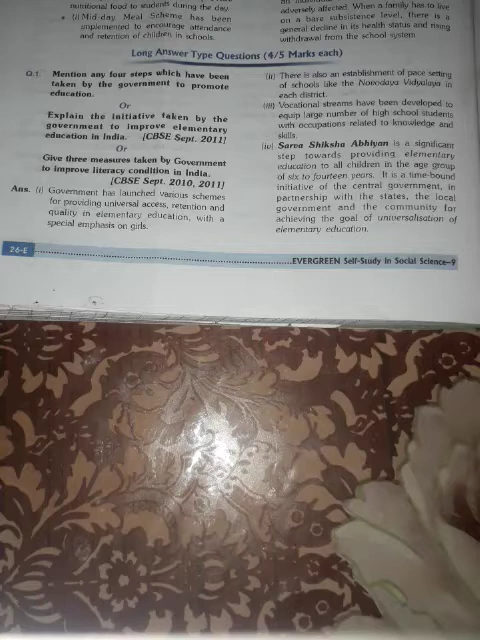 nutritional food to students during the day.
(i) Mid-day Meal Scheme has been
implemented to encourage attendance
and retention of children in schools.
adversely affected. When a family has to live
on a bare subsistence level, there is a
general decline in its health status and rising
withdrawal from the school system.
Long Answer Type Questions (4/5 Marks each)
Q.1. Mention any four steps which have been
taken by the government to promote
education.
Or
Explain the initiative taken by the
government to improve elementary
education in India. [CBSE Sept. 2011]
Or
Give three measures taken by Government
to improve literacy condition in India.
[CBSE Sept. 2010, 2011]
Ans. (i) Government has launched various schemes
for providing universal access, retention and
quality in elementary education, with a
special emphasis on girls.
(ii) There is also an establishment of pace setting
of schools like the Navodaya Vidyalaya in
each district.
(iii) Vocational streams have been developed to
equip large number of high school students
with occupations related to knowledge and
skills.
(iv) Sarva Shiksha Abhiyan is a significant
step towards providing elementary
education to all children in the age group
of six to fourteen years. It is a time-bound
initiative of the central government, in
partnership with the states, the local
government and the community for
achieving the goal of universalisation of
elementary education.
26-E
EVERGREEN Self-Study in Social Science-9